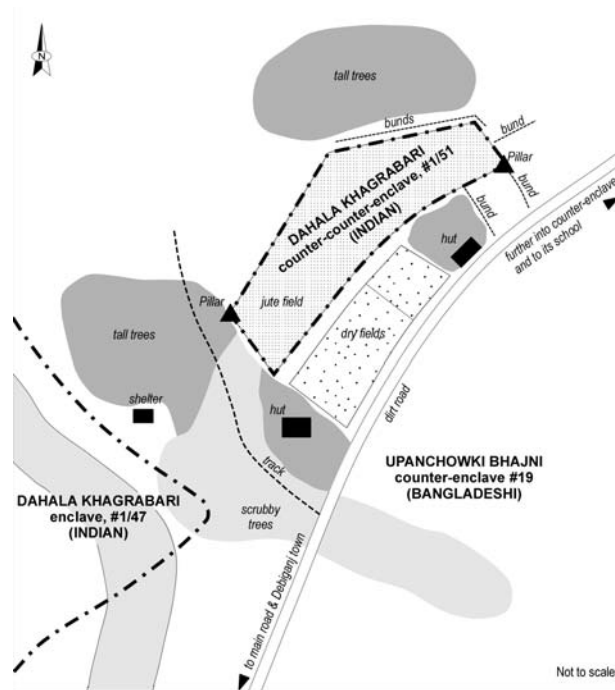 N
tall trees
bunds
bund
Pillar
bund
bund
DAHALA KHAGRABARI
counter-counter-enclave, #1/51
(INDIAN)
further into counter-enclave
and to its school
hut
jute field
Pillar
dry fields
tall trees
shelter
hut
dirt road
track
UPANCHOWKI BHAJNI
counter-enclave #19
(BANGLADESHI)
DAHALA KHAGRABARI
enclave, #1/47
(INDIAN)
scrubby
trees
to main road & Debiganj town
Not to scale